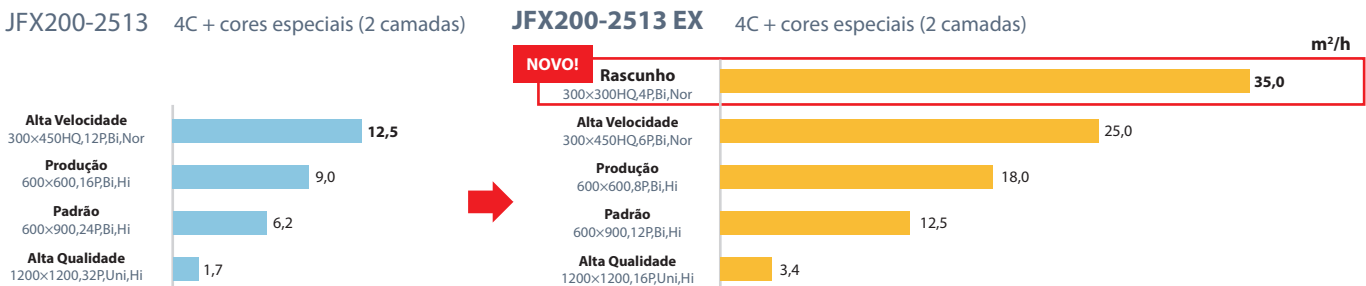 JFX200-2513 4C + cores especiais (2 camadas)
Alta Velocidade
300×450HQ,12P,Bi,Nor
12,5
Produção
600×600,16P,Bi,Hi
9,0
Padrão
600×900,24P,Bi,Hi
6,2
Alta Qualidade
1200×1200,32P,Uni,Hi
1,7
JFX200-2513 EX 4C + cores especiais (2 camadas)
m²/h
NOVO!
Rascunho
300×300HQ,4P,Bi,Nor
35,0
Alta Velocidade
300×450HQ,6P,Bi,Nor
25,0
Produção
600×600,8P,Bi,Hi
18,0
Padrão
600×900,12P,Bi,Hi
12,5
Alta Qualidade
1200×1200,16P,Uni,Hi
3,4